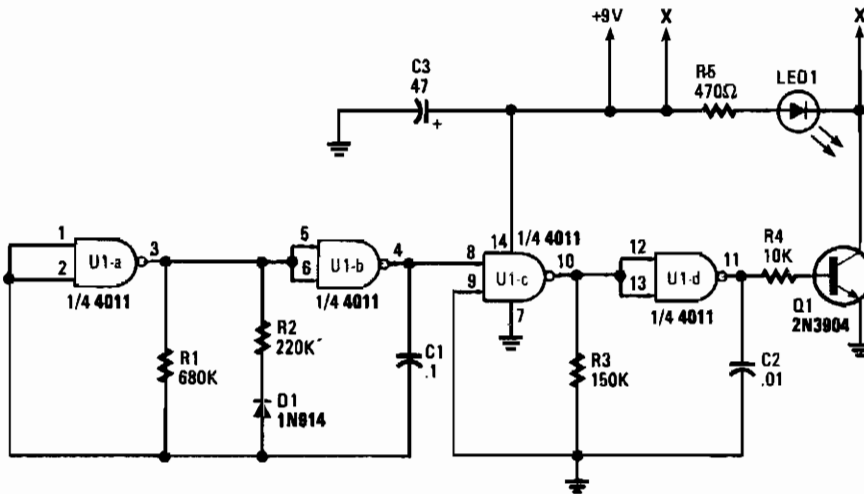 +9V
X
X
C3
47
+
R5
470Ω
LED1
1
2
3
U1-a
1/4 4011
5
6
4
U1-b
1/4 4011
14
1/4 4011
8
9
10
7
U1-c
12
13
11
U1-d
1/4 4011
R4
10K
Q1
2N3904
R1
680K
R2
220K
D1
1N914
C1
.1
R3
150K
C2
.01